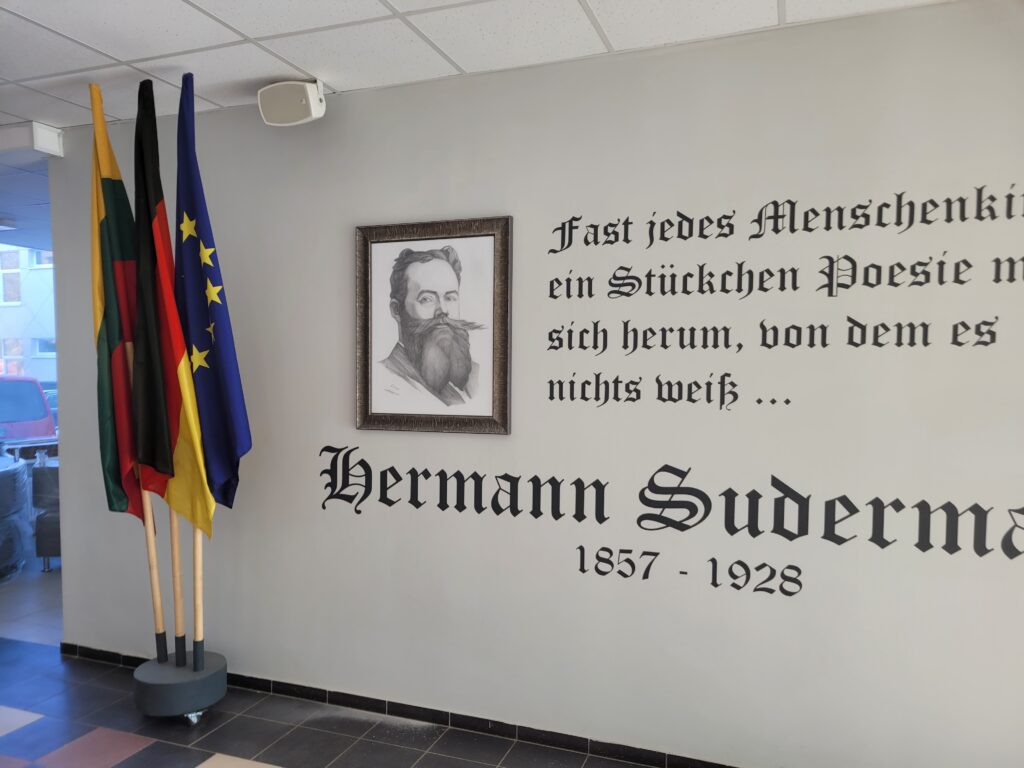 Fast jedes Menschenki
ein Stückchen Poesie m
sich herum, von dem es
nichts weiß ...
Hermann Suderma
1857 - 1928